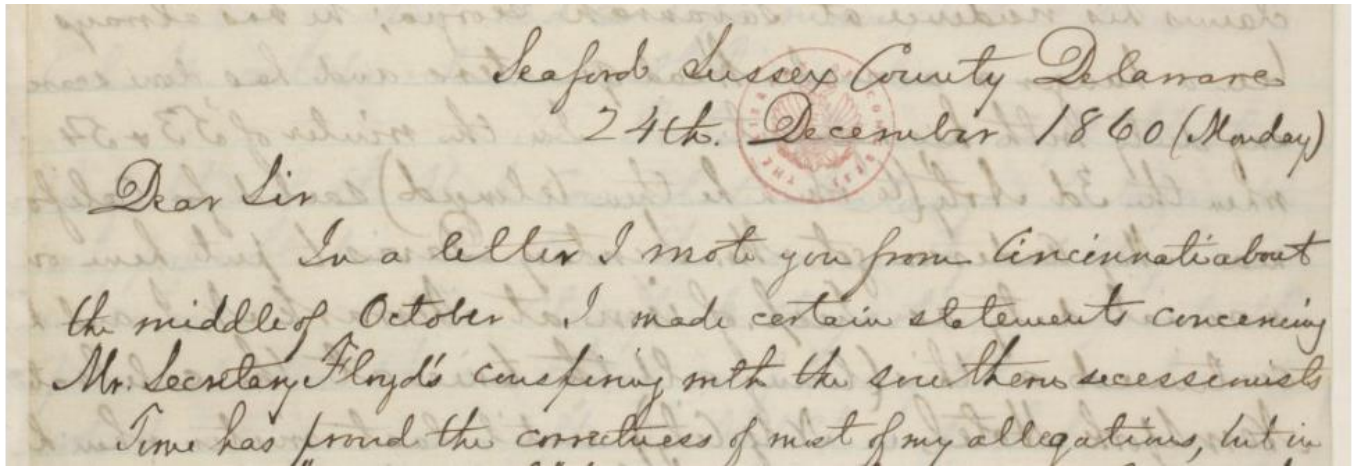 Seaford Sussex County Delaware
24th. December 1860 (Monday)
Dear Sir
In a letter I wrote you from Cincinnati about
the middle of October I made certain statements concerning
Mr. Secretary Floyd's conspiring with the southern secessionists
Time has proved the correctness of most of my allegations, but in